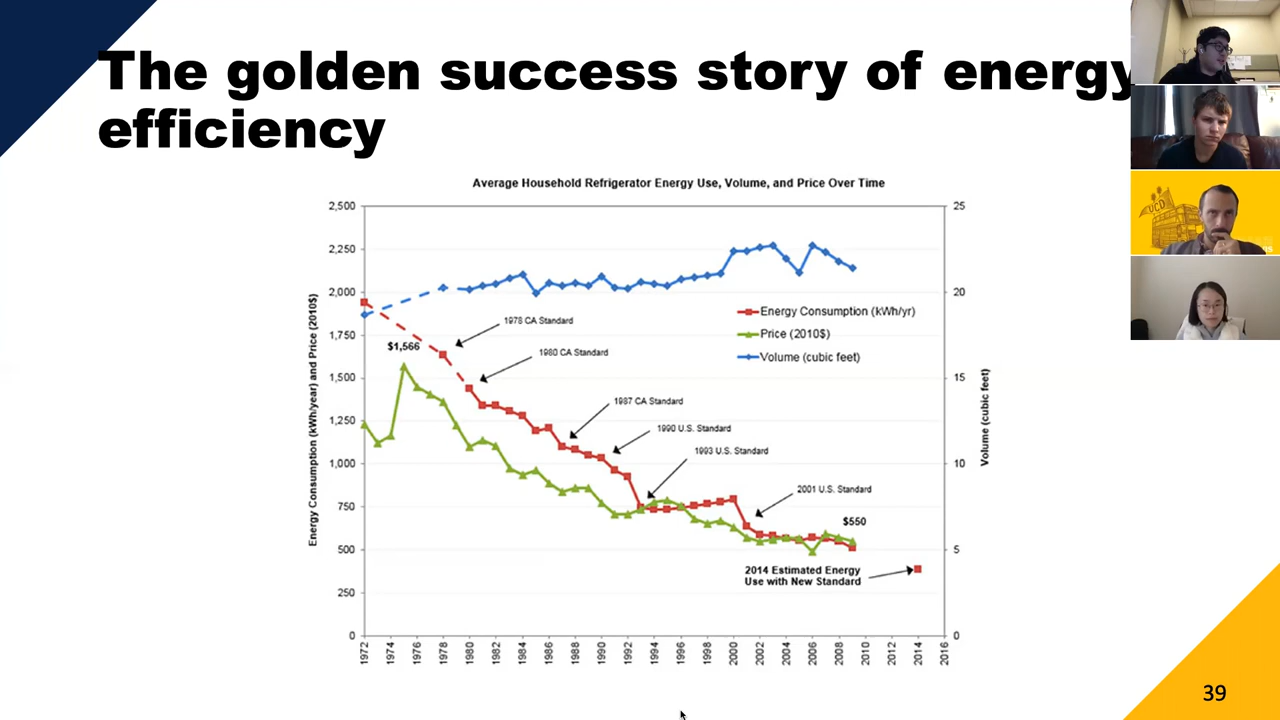 The golden success story of energy
efficiency
Average Household Refrigerator Energy Use, Volume, and Price Over Time
Energy Consumption (kWh/year) and Price (2010$)
2,500
2,250
2,000
1,750
1,500
1,250
1,000
750
500
250
0
25
20
15
10
5
0
Volume (cubic feet)
Energy Consumption (kWh/yr)
Price (2010$)
Volume (cubic feet)
1978 CA Standard
$1,566
1980 CA Standard
1987 CA Standard
1990 U.S. Standard
1993 U.S. Standard
2001 U.S. Standard
$550
2014 Estimated Energy
Use with New Standard
1972
1974
1976
1978
1980
1982
1984
1986
1988
1990
1992
1994
1996
1998
2000
2002
2004
2006
2008
2010
2012
2014
2016
39
UCD